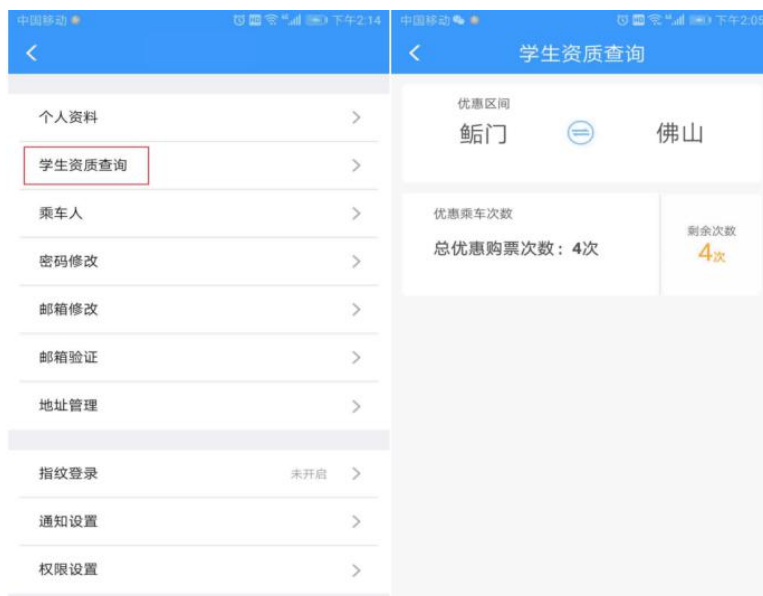 中国移动
HD
下午2:14
个人资料
学生资质查询
乘车人
密码修改
邮箱修改
邮箱验证
地址管理
指纹登录 未开启
通知设置
权限设置
中国移动
HD
下午2:05
学生资质查询
优惠区间
鲘门 佛山
优惠乘车次数
总优惠购票次数：4次
剩余次数
4次